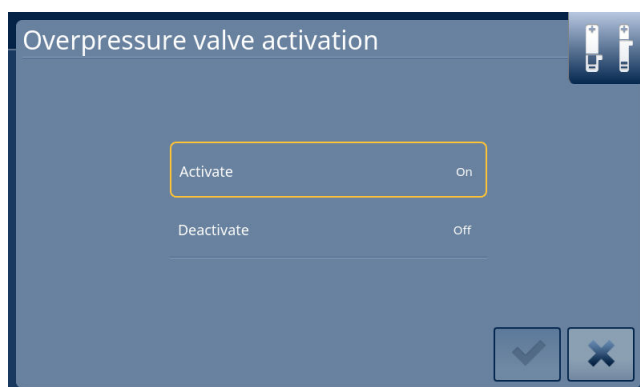 Overpressure valve activation
Activate On
Deactivate Off